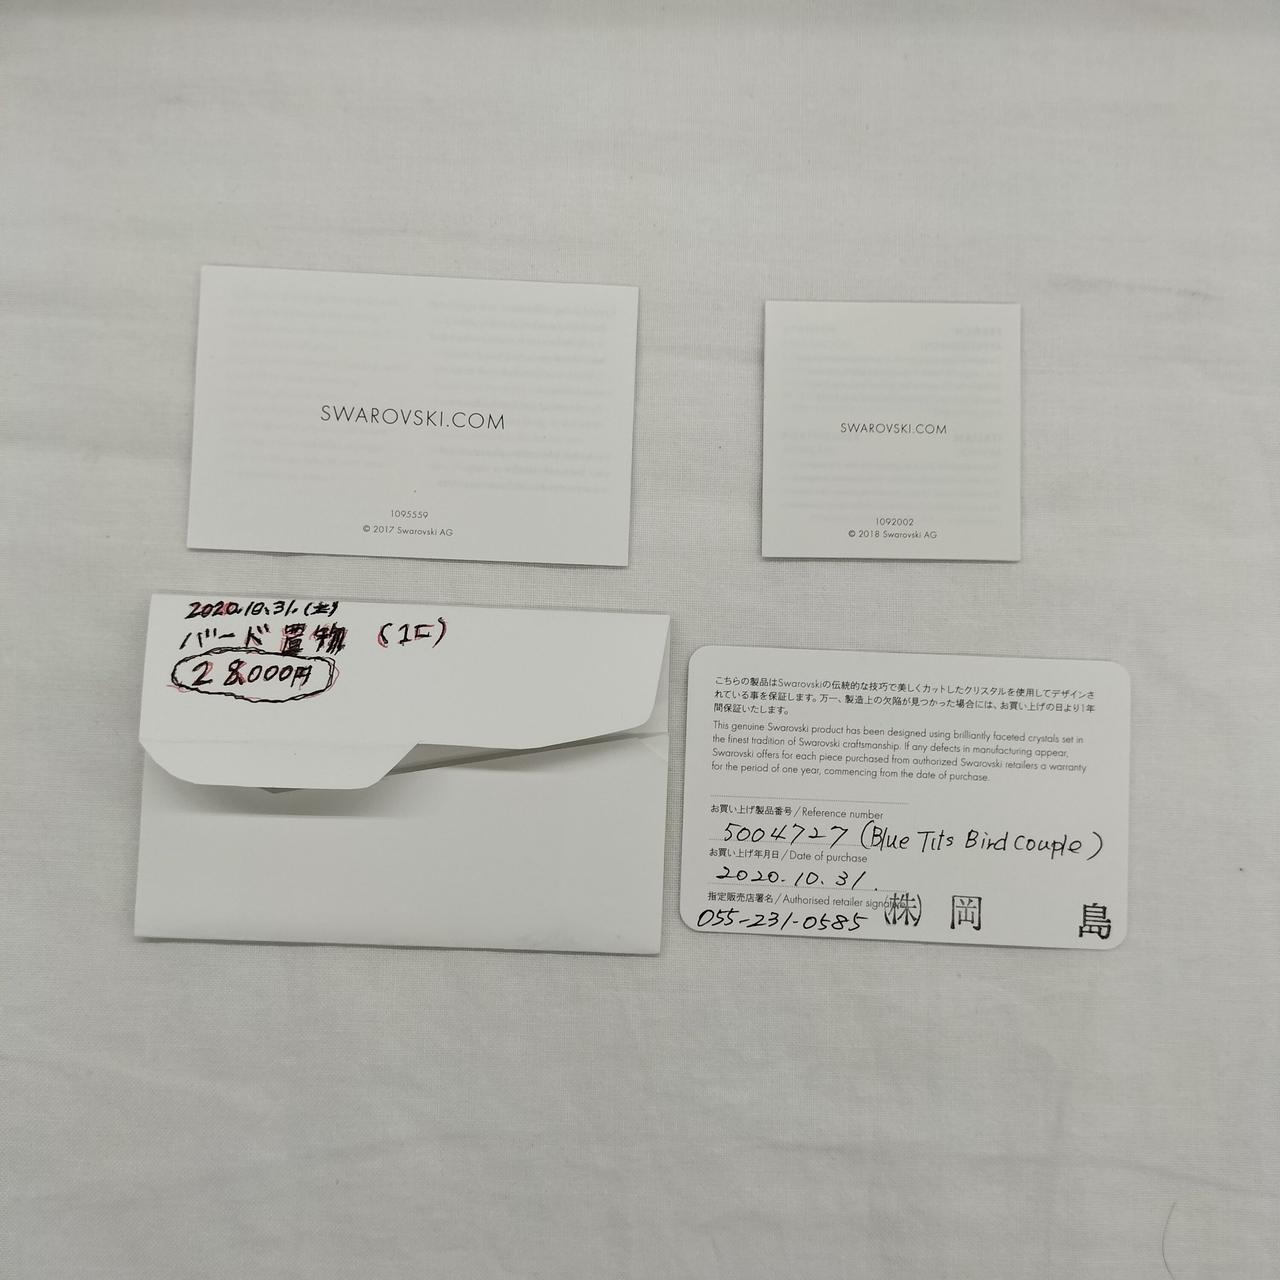 SWAROVSKI.COM
1095559
© 2017 Swarovski AG
SWAROVSKI.COM
1092002
© 2018 Swarovski AG
2020.10.31.(土)
バード置物 (1コ)
28000円
こちらの製品はSwarovskiの伝統的な技巧で美しくカットしたクリスタルを使用してデザインさ
れている事を保証します。万一、製造上の欠陥が見つかった場合には、お買い上げの日より1年
間保証いたします。
This genuine Swarovski product has been designed using brilliantly faceted crystals set in
the finest tradition of Swarovski craftsmanship. If any defects in manufacturing appear,
Swarovski offers for each piece purchased from authorized Swarovski retailers a warranty
for the period of one year, commencing from the date of purchase.
お買い上げ製品番号 / Reference number
5004727 (Blue Tits Bird Couple)
お買い上げ年月日 / Date of purchase
2020.10.31.
指定販売店署名 / Authorised retailer signature
055-231-0585 (株) 岡 島